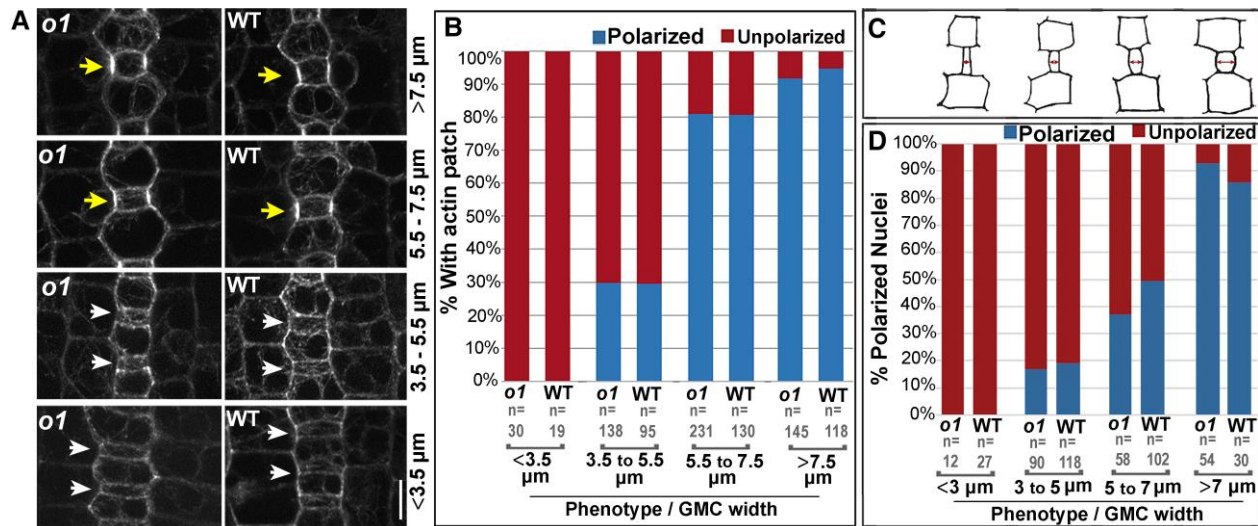 A
o1
WT
>7.5 µm
o1
WT
5.5 - 7.5 µm
o1
WT
3.5 - 5.5 µm
o1
WT
<3.5 µm
B
Polarized Unpolarized
% With actin patch
100%
90%
80%
70%
60%
50%
40%
30%
20%
10%
0%
o1 WT o1 WT o1 WT o1 WT
n= n= n= n= n= n= n= n=
30 19 138 95 231 130 145 118
<3.5 µm 3.5 to 5.5 µm 5.5 to 7.5 µm >7.5 µm
Phenotype / GMC width
C
D
Polarized Unpolarized
% Polarized Nuclei
100%
90%
80%
70%
60%
50%
40%
30%
20%
10%
0%
o1 WT o1 WT o1 WT o1 WT
n= n= n= n= n= n= n= n=
12 27 90 118 58 102 54 30
<3 µm 3 to 5 µm 5 to 7 µm >7 µm
Phenotype / GMC width